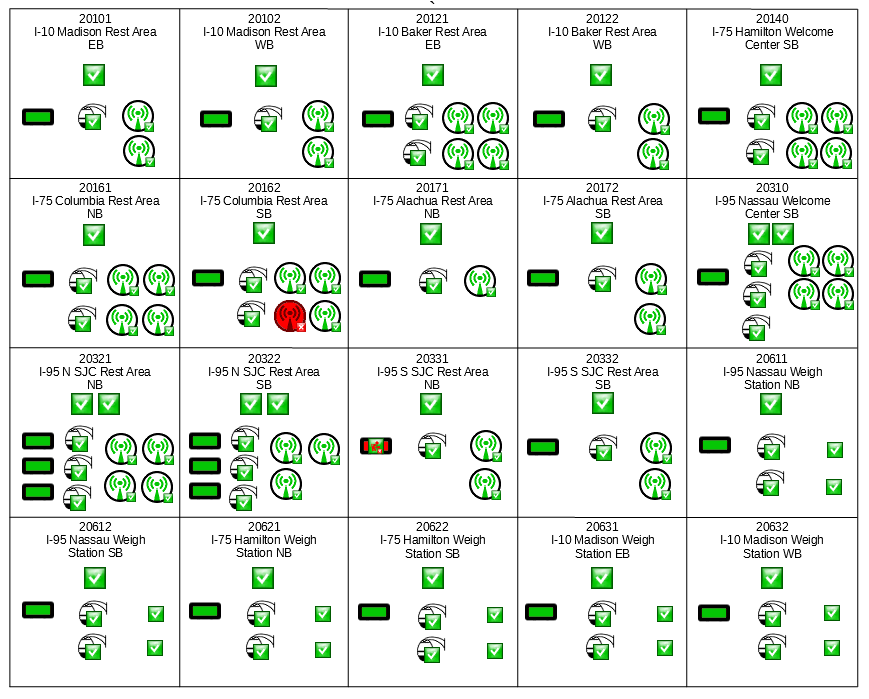 20101
I-10 Madison Rest Area
EB
20102
I-10 Madison Rest Area
WB
20121
I-10 Baker Rest Area
EB
20122
I-10 Baker Rest Area
WB
20140
I-75 Hamilton Welcome
Center SB
20161
I-75 Columbia Rest Area
NB
20162
I-75 Columbia Rest Area
SB
20171
I-75 Alachua Rest Area
NB
20172
I-75 Alachua Rest Area
SB
20310
I-95 Nassau Welcome
Center SB
20321
I-95 N SJC Rest Area
NB
20322
I-95 N SJC Rest Area
SB
20331
I-95 S SJC Rest Area
NB
20332
I-95 S SJC Rest Area
SB
20611
I-95 Nassau Weigh
Station NB
20612
I-95 Nassau Weigh
Station SB
20621
I-75 Hamilton Weigh
Station NB
20622
I-75 Hamilton Weigh
Station SB
20631
I-10 Madison Weigh
Station EB
20632
I-10 Madison Weigh
Station WB